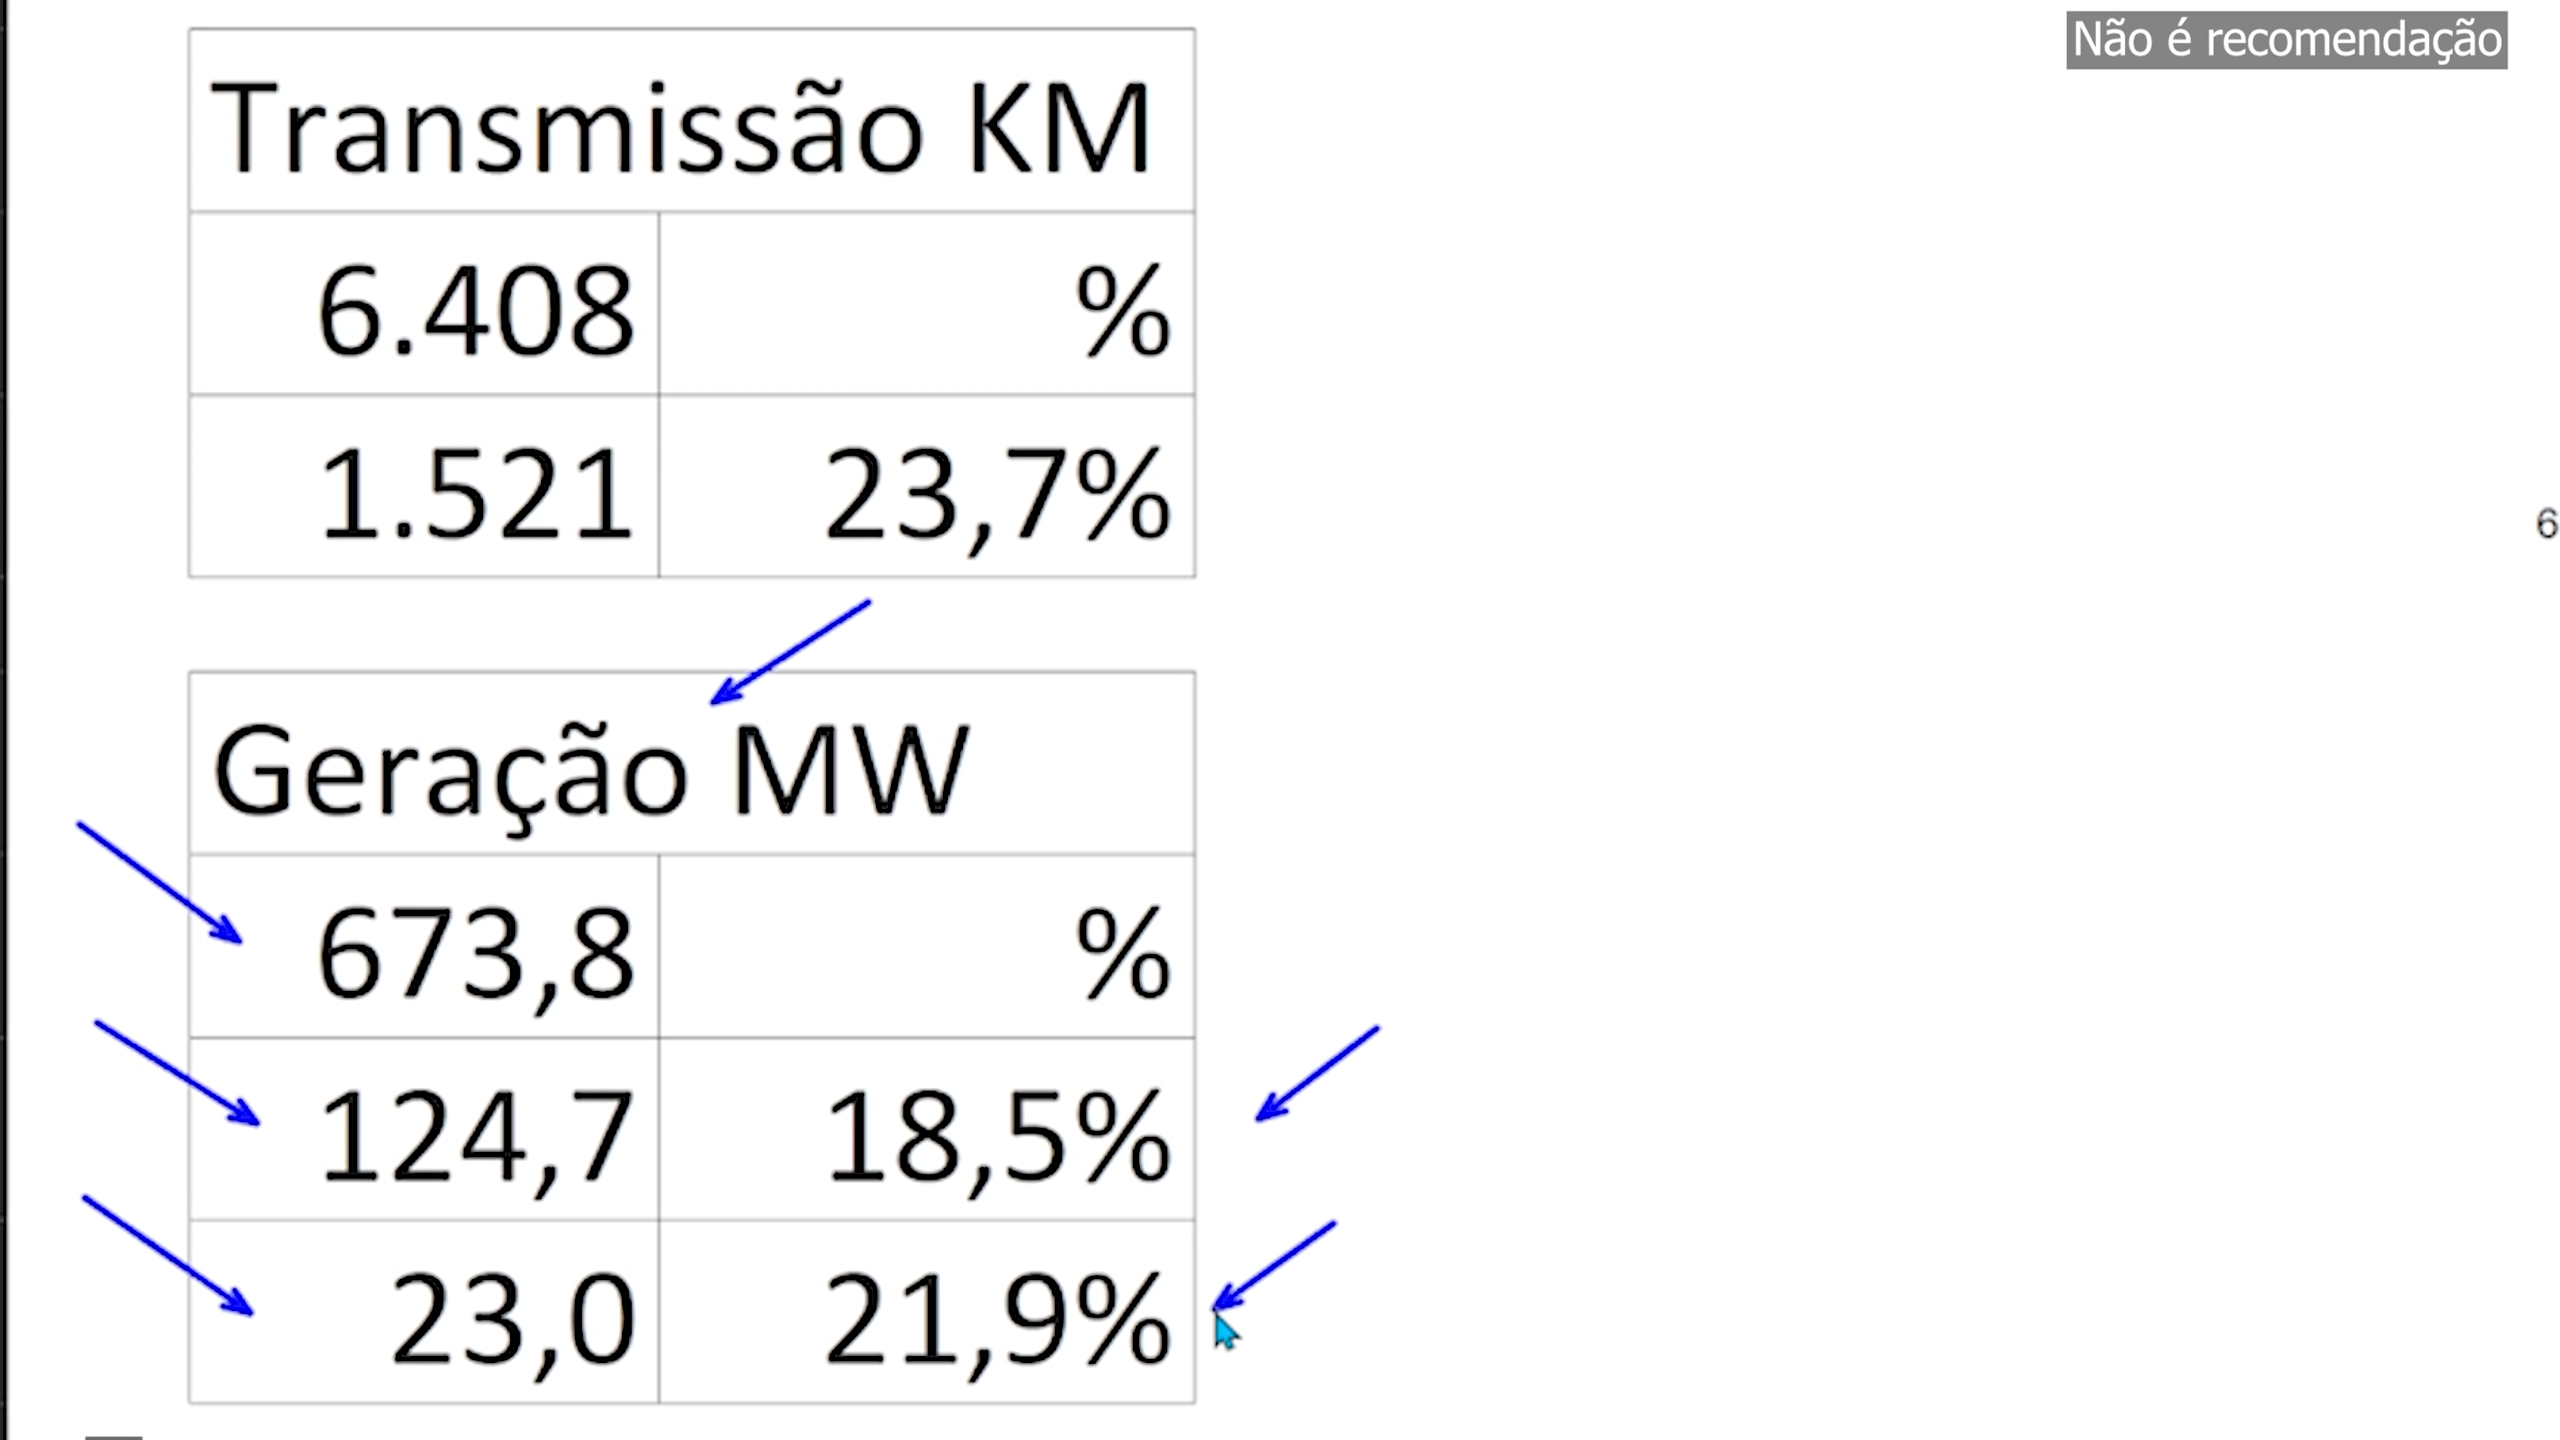 Não é recomendação
Transmissão KM
6.408 %
1.521 23,7%
6
Geração MW
673,8 %
124,7 18,5%
23,0 21,9%